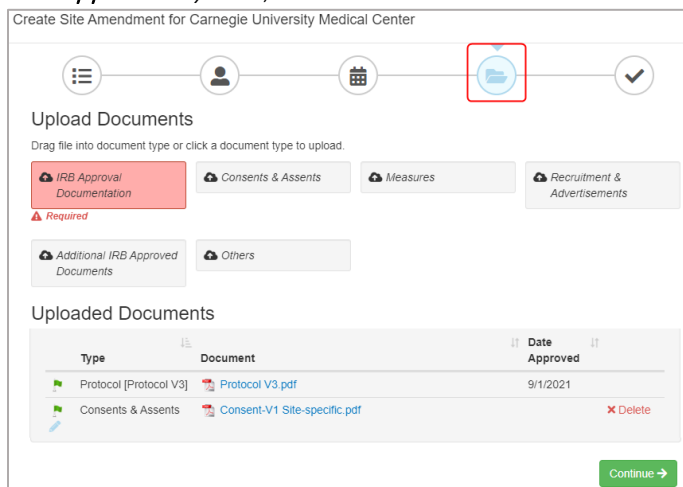 Create Site Amendment for Carnegie University Medical Center
Upload Documents
Drag file into document type or click a document type to upload.
IRB Approval Documentation
Consents & Assents
Measures
Recruitment & Advertisements
Required
Additional IRB Approved Documents
Others
Uploaded Documents
Type Document Date Approved
Protocol [Protocol V3] Protocol V3.pdf 9/1/2021
Consents & Assents Consent-V1 Site-specific.pdf Delete
Continue